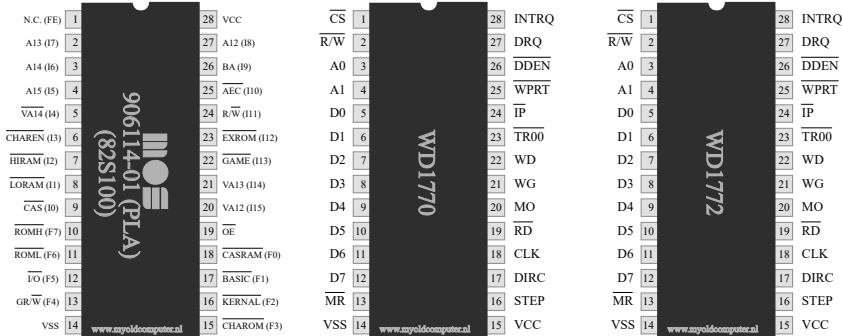 N.C. (FE) 1 28 VCC
A13 (I7) 2 27 A12 (I8)
A14 (I6) 3 26 BA (I9)
A15 (I5) 4 25 AEC (I10)
VA14 (I4) 5 24 R/W (I11)
CHAREN (I3) 6 23 EXROM (I12)
HIRAM (I2) 7 22 GAME (I13)
LORAM (I1) 8 21 VA13 (I14)
CAS (I0) 9 20 VA12 (I15)
ROMH (F7) 10 19 OE
ROML (F6) 11 18 CASRAM (F0)
I/O (F5) 12 17 BASIC (F1)
GR/W (F4) 13 16 KERNAL (F2)
VSS 14 15 CHAROM (F3)
mos
906114-01 (PLA)
(82S100)
www.myoldcomputer.nl
CS 1 28 INTRQ
R/W 2 27 DRQ
A0 3 26 DDEN
A1 4 25 WPRT
D0 5 24 IP
D1 6 23 TR00
D2 7 22 WD
D3 8 21 WG
D4 9 20 MO
D5 10 19 RD
D6 11 18 CLK
D7 12 17 DIRC
MR 13 16 STEP
VSS 14 15 VCC
WD1770
www.myoldcomputer.nl
CS 1 28 INTRQ
R/W 2 27 DRQ
A0 3 26 DDEN
A1 4 25 WPRT
D0 5 24 IP
D1 6 23 TR00
D2 7 22 WD
D3 8 21 WG
D4 9 20 MO
D5 10 19 RD
D6 11 18 CLK
D7 12 17 DIRC
MR 13 16 STEP
VSS 14 15 VCC
WD1772
www.myoldcomputer.nl